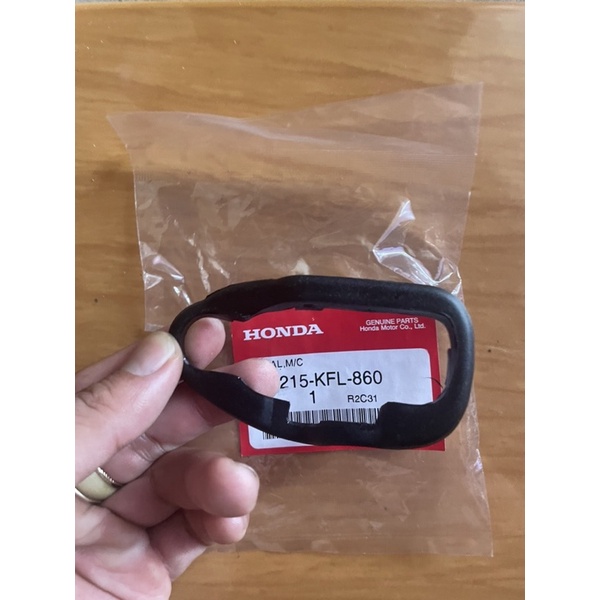 HONDA
GENUINE PARTS
Honda Motor Co., Ltd.
AL,M/C
215-KFL-860
1 R2C31